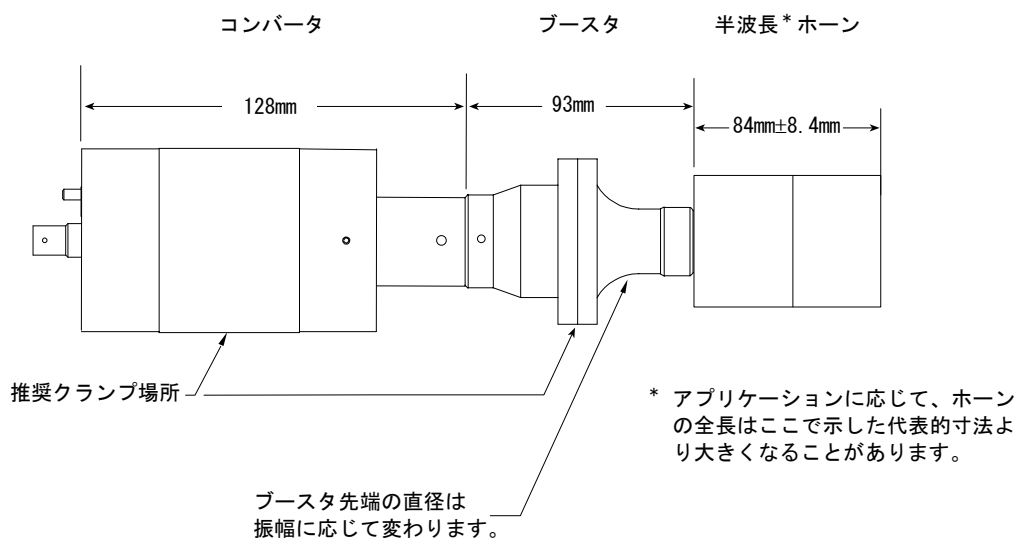 コンバータ
ブースタ
半波長* ホーン
128mm
93mm
84mm±8.4mm
推奨クランプ場所
* アプリケーションに応じて、ホーン
の全長はここで示した代表的寸法よ
り大きくなることがあります。
ブースタ先端の直径は
振幅に応じて変わります。